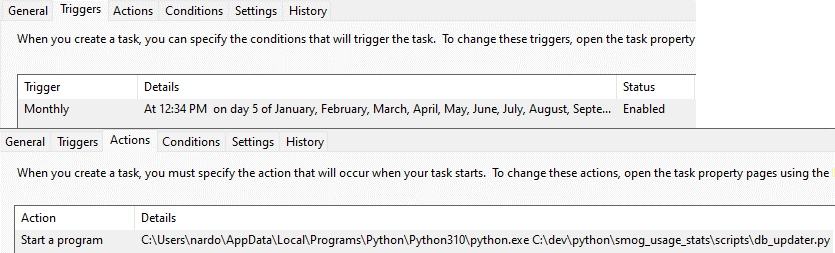 General Triggers Actions Conditions Settings History
When you create a task, you can specify the conditions that will trigger the task. To change these triggers, open the task property
Trigger Details Status
Monthly At 12:34 PM on day 5 of January, February, March, April, May, June, July, August, Septe... Enabled
General Triggers Actions Conditions Settings History
When you create a task, you must specify the action that will occur when your task starts. To change these actions, open the task property pages using the
Action Details
Start a program C:\Users\nardo\AppData\Local\Programs\Python\Python310\python.exe C:\dev\python\smog_usage_stats\scripts\db_updater.py